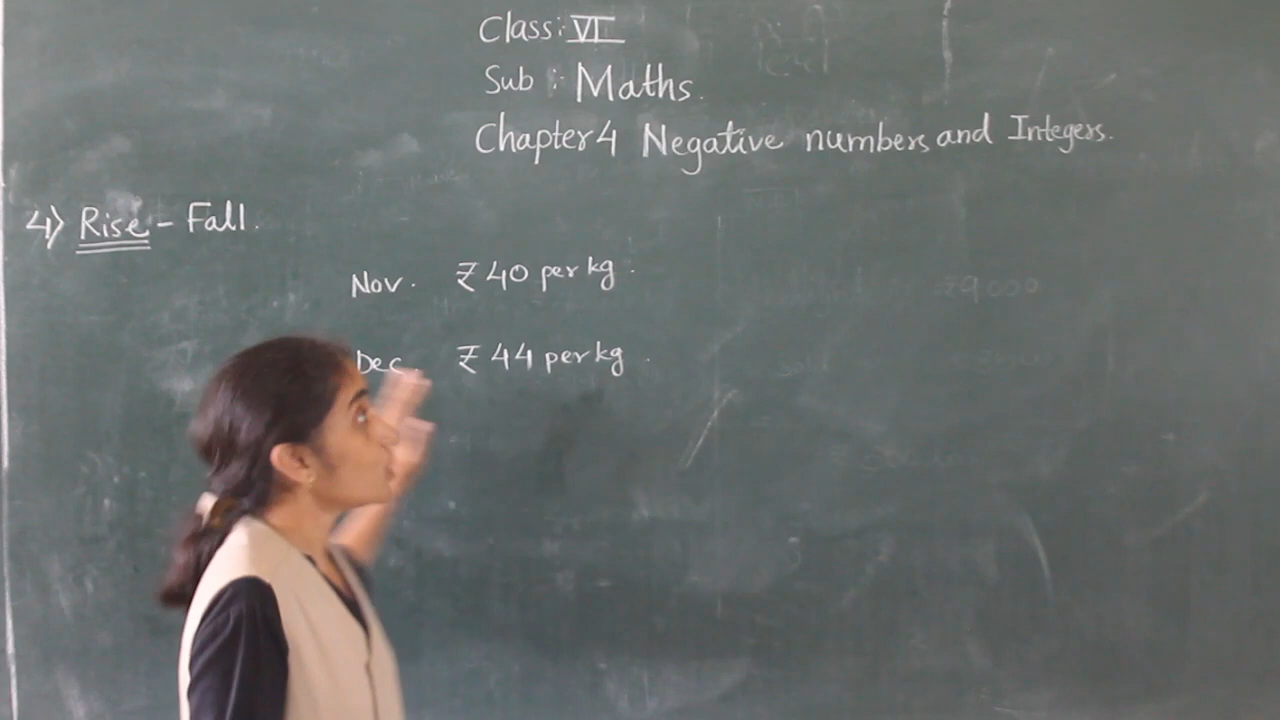 Class: VI
Sub : Maths.
Chapter 4 Negative numbers and Integers.
4) Rise - Fall.
Nov. ₹ 40 per kg.
Dec. ₹ 44 per kg.